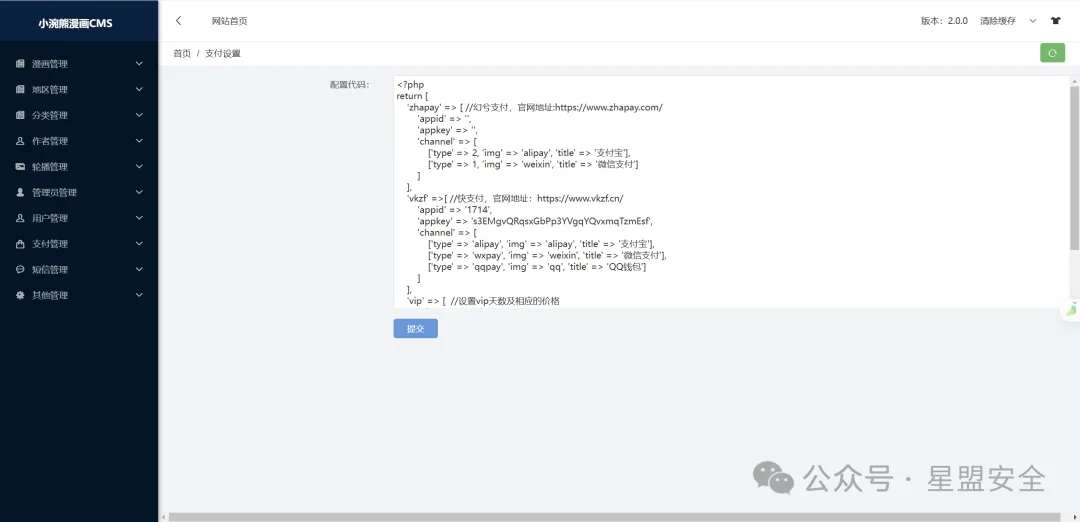 小浣熊漫画CMS
网站首页
版本：2.0.0
清除缓存
首页 / 支付设置
漫画管理
地区管理
分类管理
作者管理
轮播管理
管理员管理
用户管理
支付管理
短信管理
其他管理
配置代码：
<?php
return [
'zhapay' => [ //幻兮支付，官网地址:https://www.zhapay.com/
'appid' => '',
'appkey' => '',
'channel' => [
['type' => 2, 'img' => 'alipay', 'title' => '支付宝'],
['type' => 1, 'img' => 'weixin', 'title' => '微信支付']
]
],
'vkzf' =>[ //快支付，官网地址：https://www.vkzf.cn/
'appid' => '1714',
'appkey' => 's3EMgvQRqsxGbPp3YVgqYQvxmqTzmEsf',
'channel' => [
['type' => 'alipay', 'img' => 'alipay', 'title' => '支付宝'],
['type' => 'wxpay', 'img' => 'weixin', 'title' => '微信支付'],
['type' => 'qqpay', 'img' => 'qq', 'title' => 'QQ钱包']
]
],
'vip' => [ //设置vip天数及相应的价格
提交
公众号 · 星盟安全